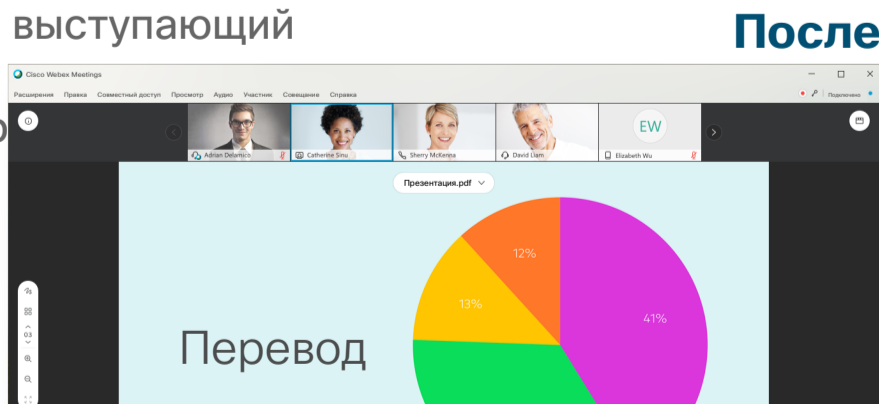 выступающий
После
Cisco Webex Meetings
Расширения Правка Совместный доступ Просмотр Аудио Участник Совещание Справка
Подключено
EW
Adrian Delamico
Catherine Sinu
Sherry McKenna
David Liam
Elizabeth Wu
Презентация.pdf
12%
13%
41%
03
Перевод